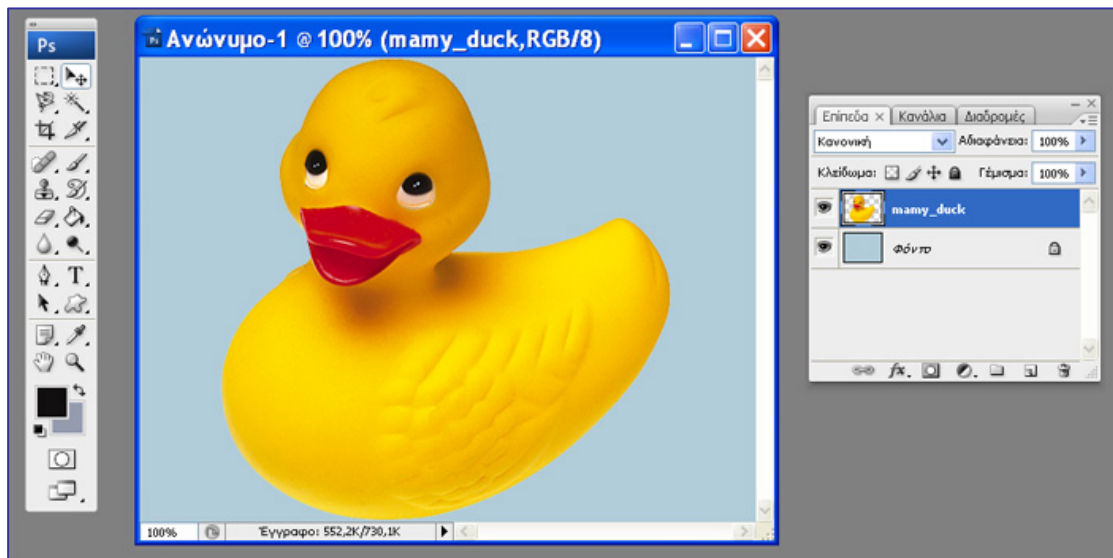 Ps
Ανώνυμο-1 @ 100% (mamy_duck,RGB/8)
100%
Έγγραφο: 552,2K/730,1K
Επίπεδα × Κανάλια Διαδρομές
Κανονική Αδιαφάνεια: 100%
Κλείδωμα: Γέμισμα: 100%
mamy_duck
Φόντο
fx.